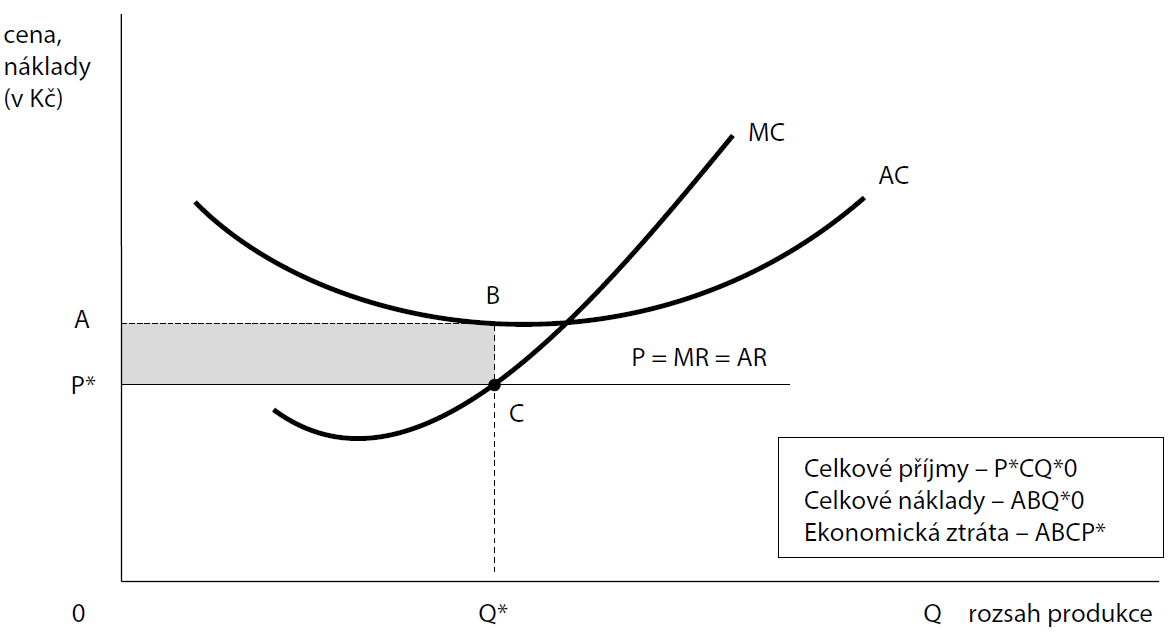 cena,
náklady
(v Kč)
MC
AC
B
A
P = MR = AR
P*
C
Celkové příjmy – P*CQ*0
Celkové náklady – ABQ*0
Ekonomická ztráta – ABCP*
0
Q*
Q rozsah produkce